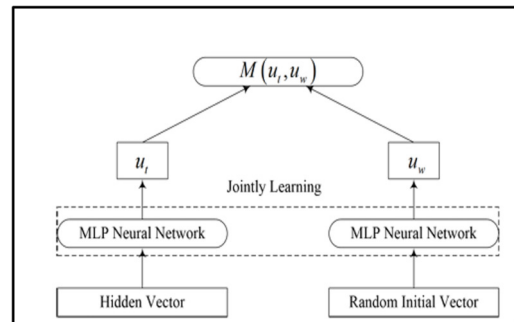 M(u_t, u_w)
u_t
u_w
Jointly Learning
MLP Neural Network
MLP Neural Network
Hidden Vector
Random Initial Vector